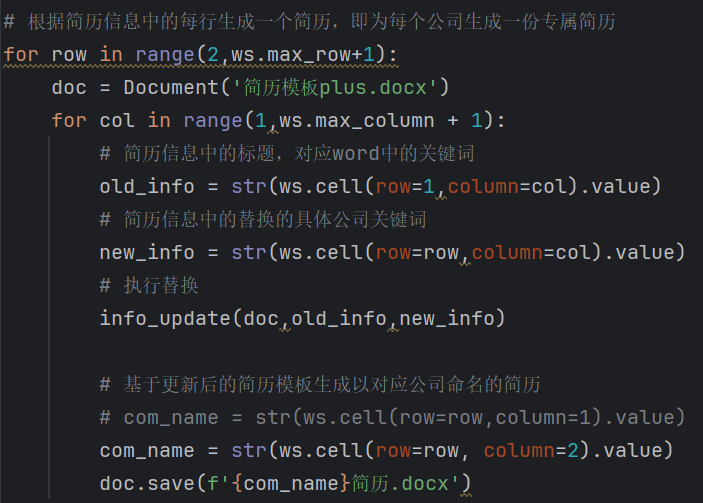 # 根据简历信息中的每行生成一个简历，即为每个公司生成一份专属简历
for row in range(2,ws.max_row+1):
    doc = Document('简历模板plus.docx')
    for col in range(1,ws.max_column + 1):
        # 简历信息中的标题，对应word中的关键词
        old_info = str(ws.cell(row=1,column=col).value)
        # 简历信息中的替换的具体公司关键词
        new_info = str(ws.cell(row=row,column=col).value)
        # 执行替换
        info_update(doc,old_info,new_info)

        # 基于更新后的简历模板生成以对应公司命名的简历
        # com_name = str(ws.cell(row=row,column=1).value)
        com_name = str(ws.cell(row=row, column=2).value)
        doc.save(f'{com_name}简历.docx')